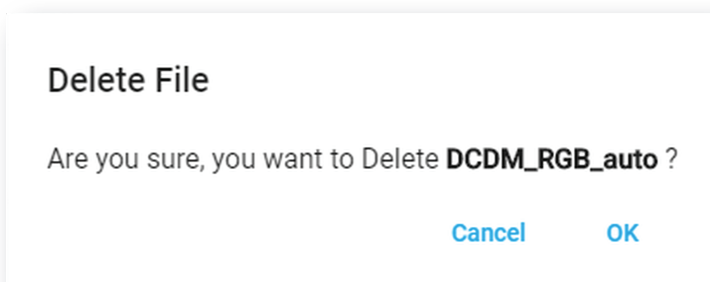 Delete File
Are you sure, you want to Delete DCDM_RGB_auto ?
Cancel OK